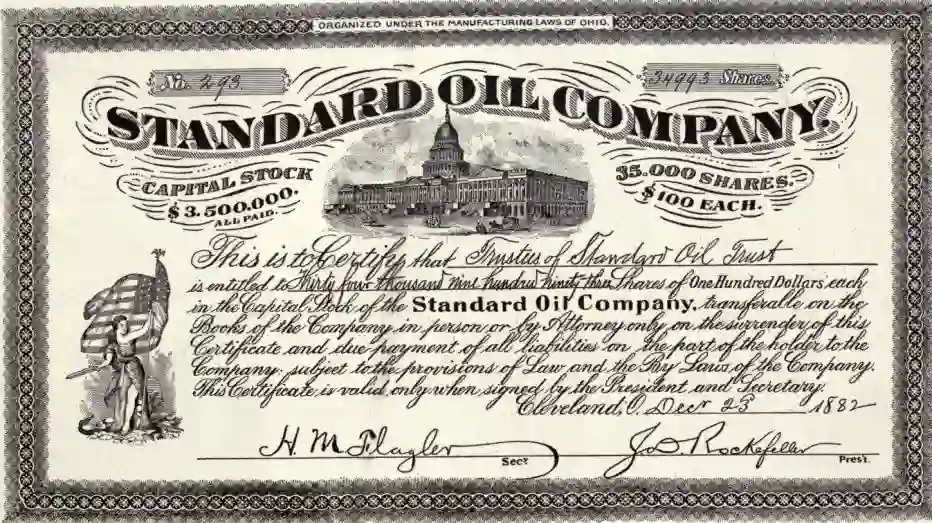 ORGANIZED UNDER THE MANUFACTURING LAWS OF OHIO.
No. 293.
34993 Shares.
STANDARD OIL COMPANY.
CAPITAL STOCK
$3.500.000.
ALL PAID.
35.000 SHARES.
$100 EACH.
This is to Certify that Trustees of Standard Oil Trust
is entitled to Thirty four thousand nine hundred ninety three Shares of One Hundred Dollars each
in the Capital Stock of the Standard Oil Company, transferable on the
Books of the Company in person or by Attorney only on the surrender of this
Certificate and due payment of all liabilities on the part of the holder to the
Company, subject to the provisions of Law and the By Laws of the Company.
This Certificate is valid only when signed by the President and Secretary.
Cleveland, O. Decr 1882
H. M. Flagler Secy
Jo. D. Rockefeller Prest.